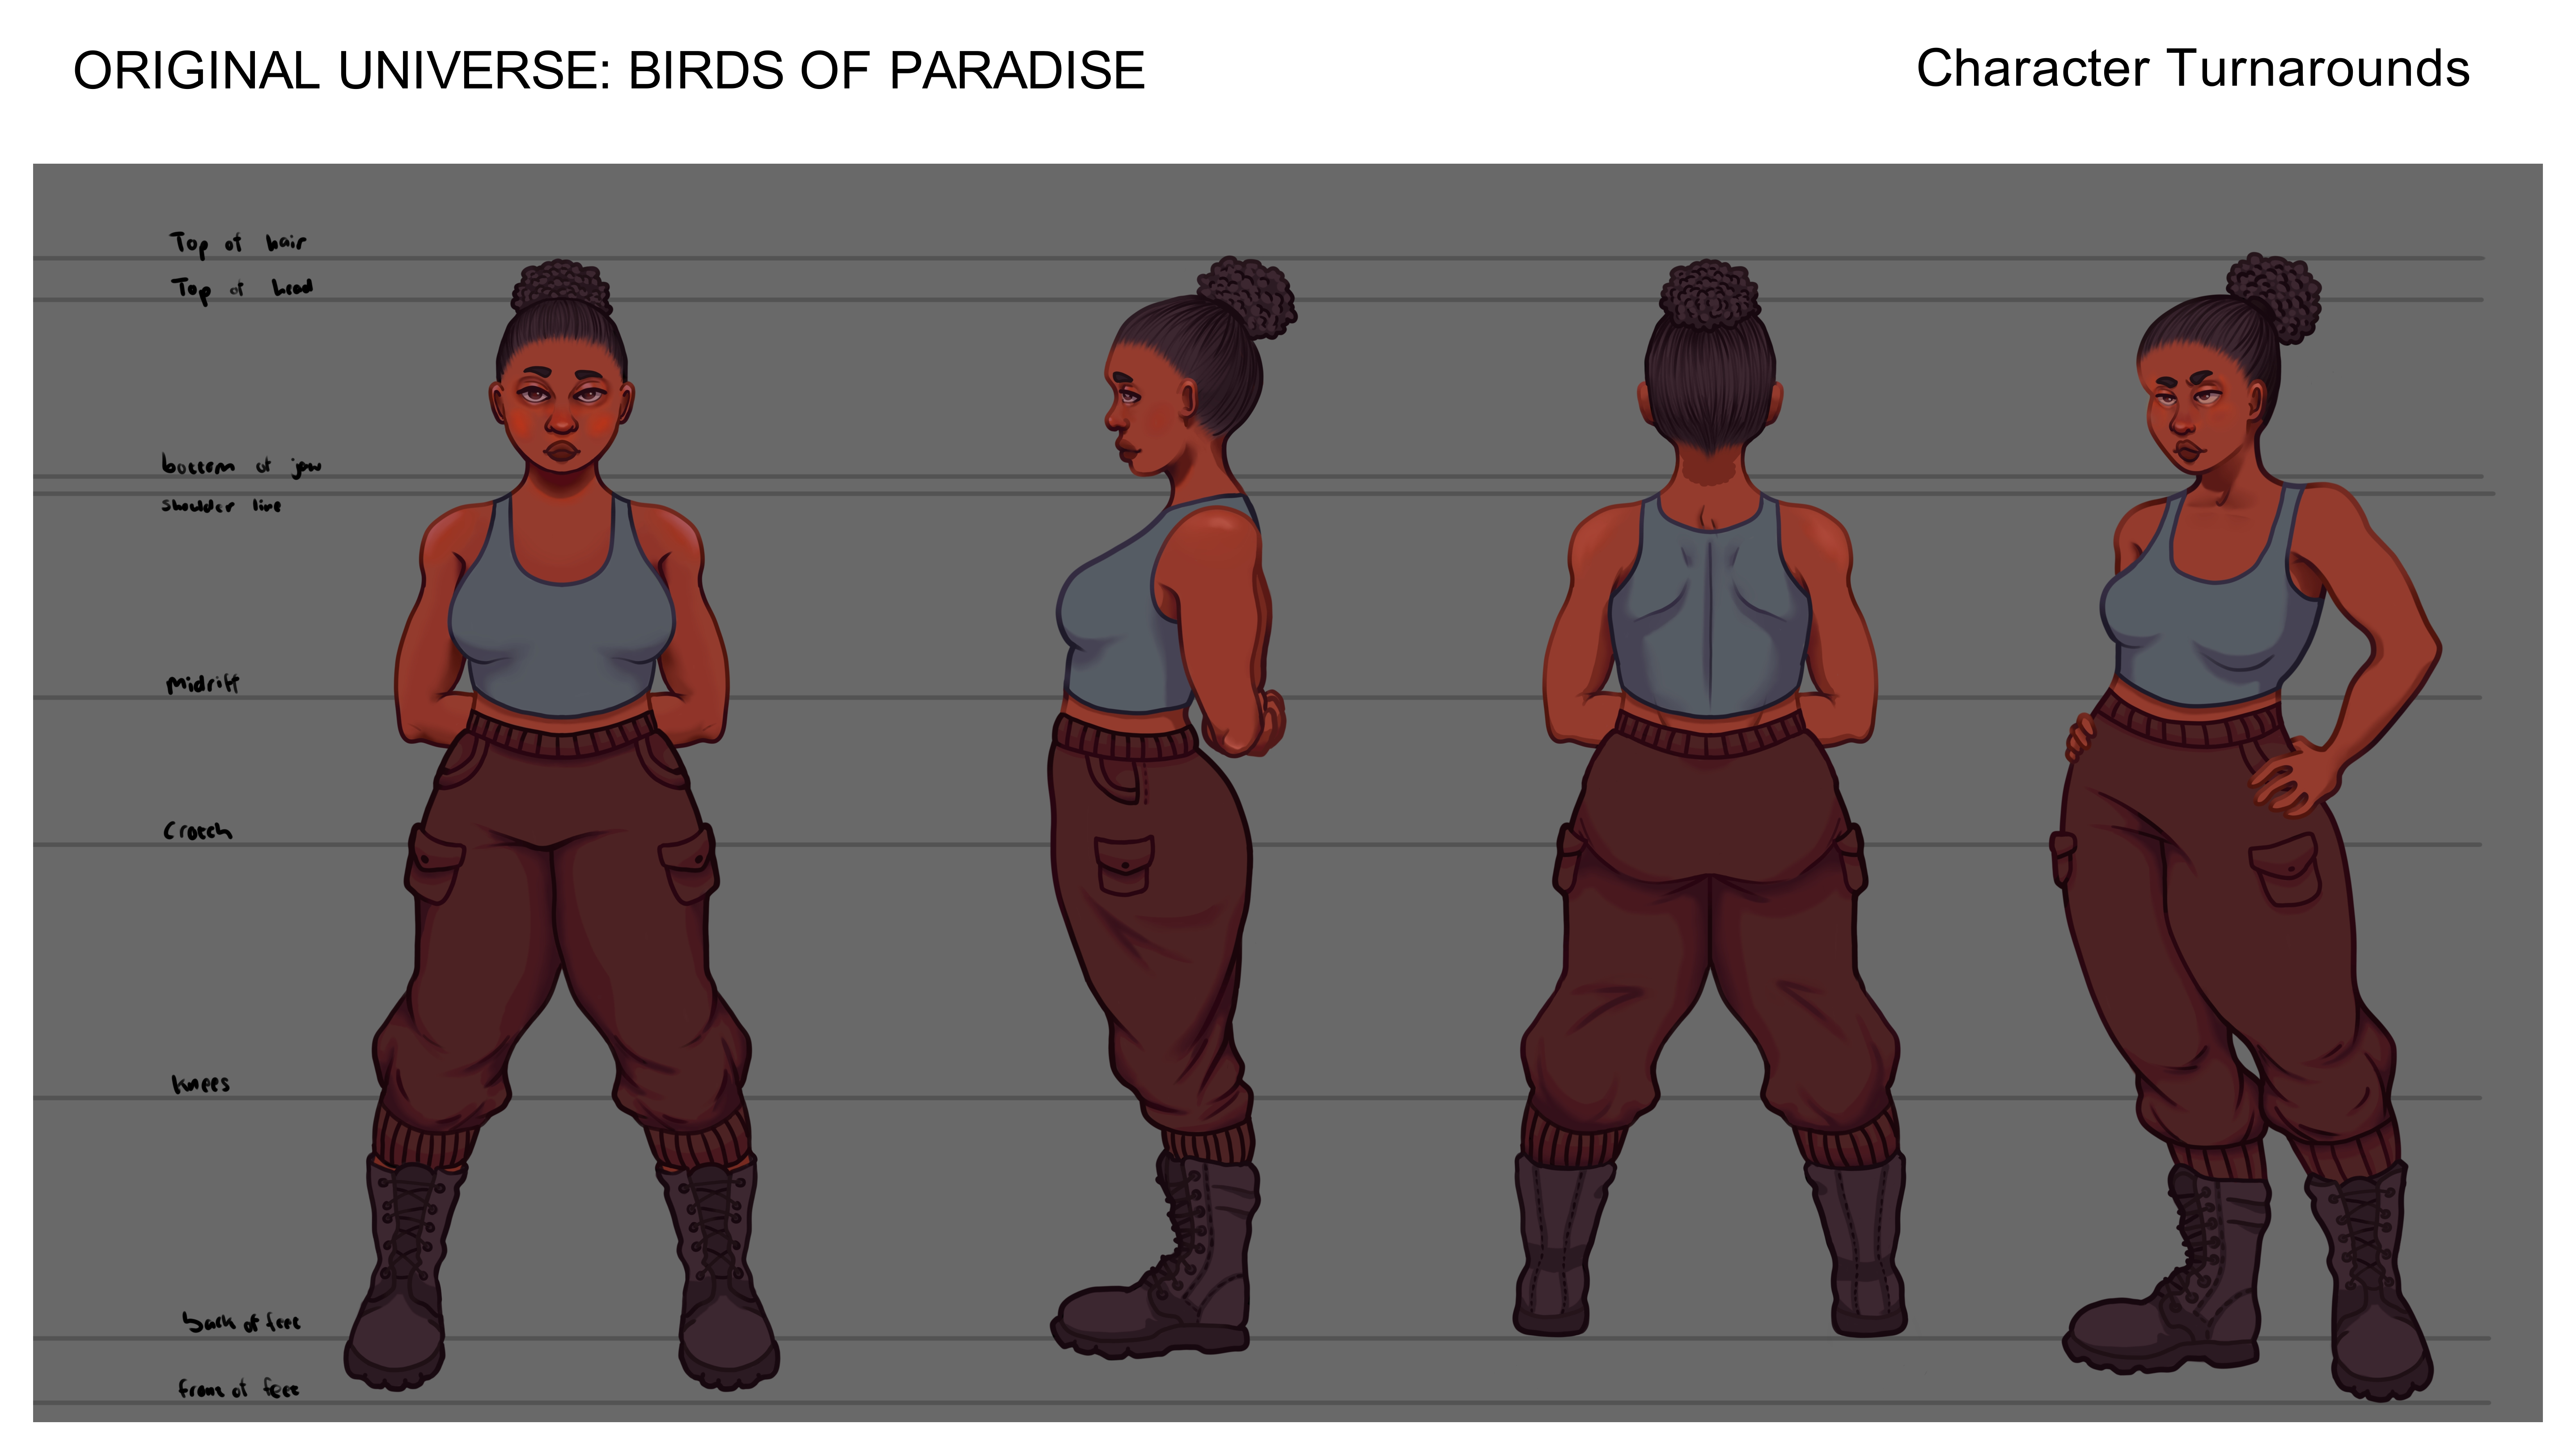 ORIGINAL UNIVERSE: BIRDS OF PARADISE
Character Turnarounds
Top of hair
Top of head
bottom of jaw
shoulder line
Midriff
Crotch
knees
back of feet
front of feet